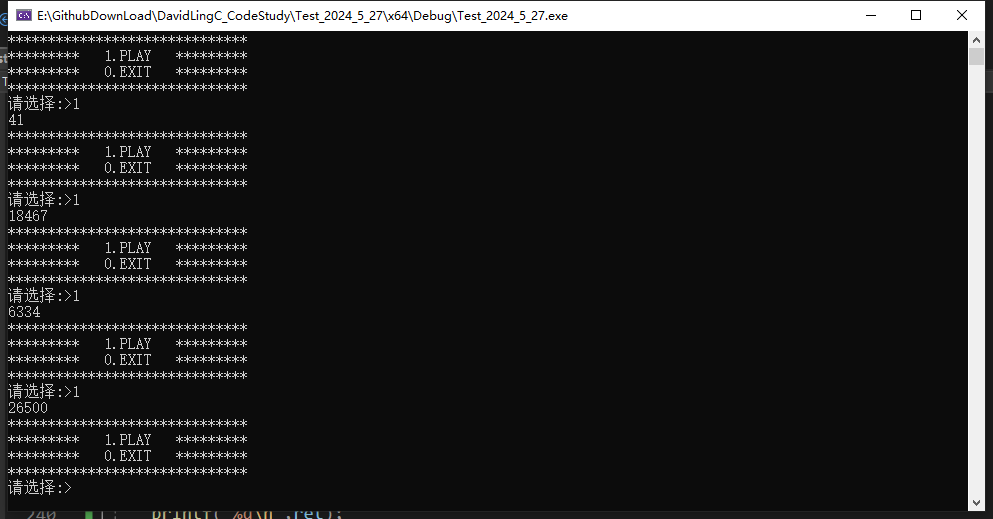 E:\GithubDownLoad\DavidLingC_CodeStudy\Test_2024_5_27\x64\Debug\Test_2024_5_27.exe
******************************
*********   1.PLAY   *********
*********   0.EXIT   *********
******************************
请选择:>1
41
******************************
*********   1.PLAY   *********
*********   0.EXIT   *********
******************************
请选择:>1
18467
******************************
*********   1.PLAY   *********
*********   0.EXIT   *********
******************************
请选择:>1
6334
******************************
*********   1.PLAY   *********
*********   0.EXIT   *********
******************************
请选择:>1
26500
******************************
*********   1.PLAY   *********
*********   0.EXIT   *********
******************************
请选择:>